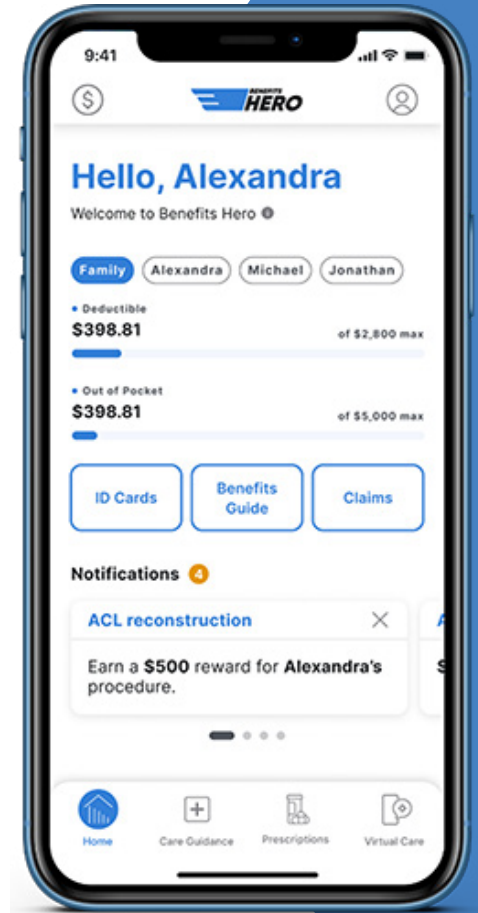 9:41
BENEFITS
HERO
Hello, Alexandra
Welcome to Benefits Hero
Family Alexandra Michael Jonathan
Deductible
$398.81 of $2,800 max
Out of Pocket
$398.81 of $5,000 max
ID Cards Benefits Guide Claims
Notifications 4
ACL reconstruction
Earn a $500 reward for Alexandra's
procedure.
Home Care Guidance Prescriptions Virtual Care